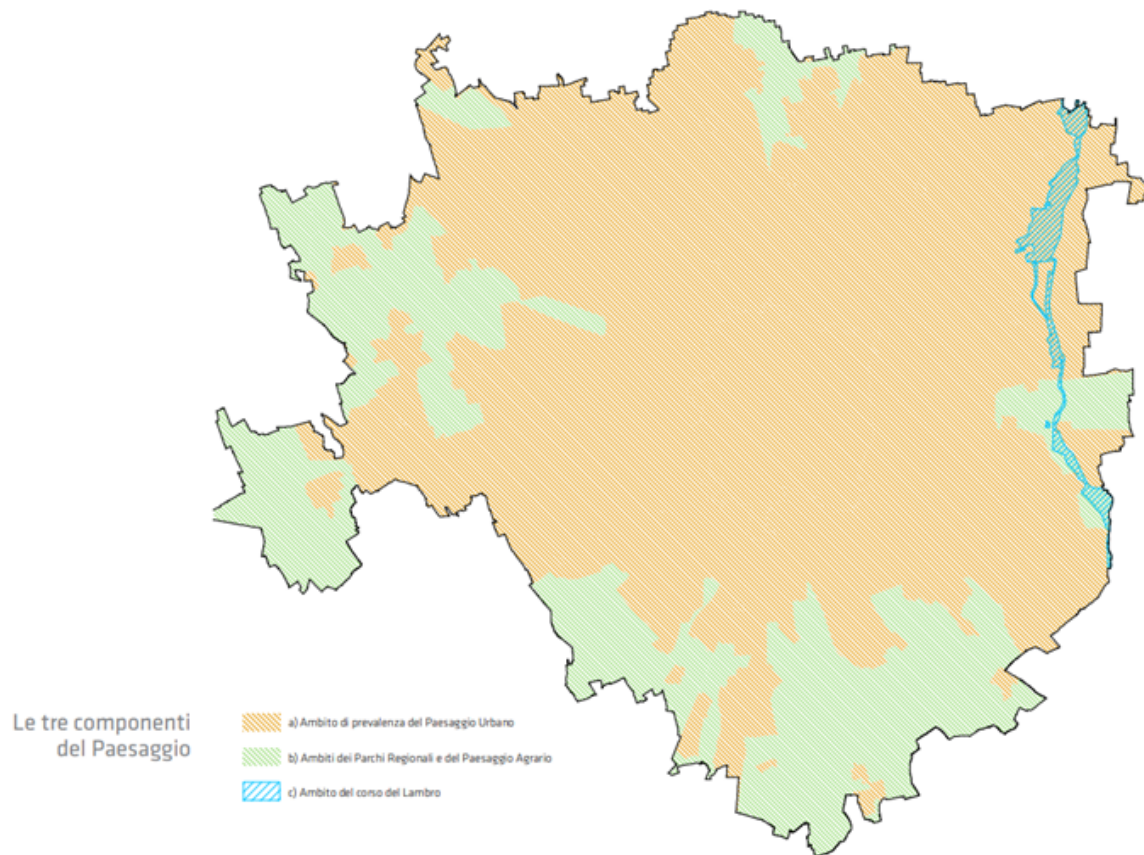 Le tre componenti
del Paesaggio
a) Ambito di prevalenza del Paesaggio Urbano
b) Ambiti dei Parchi Regionali e del Paesaggio Agrario
c) Ambito del corso del Lambro